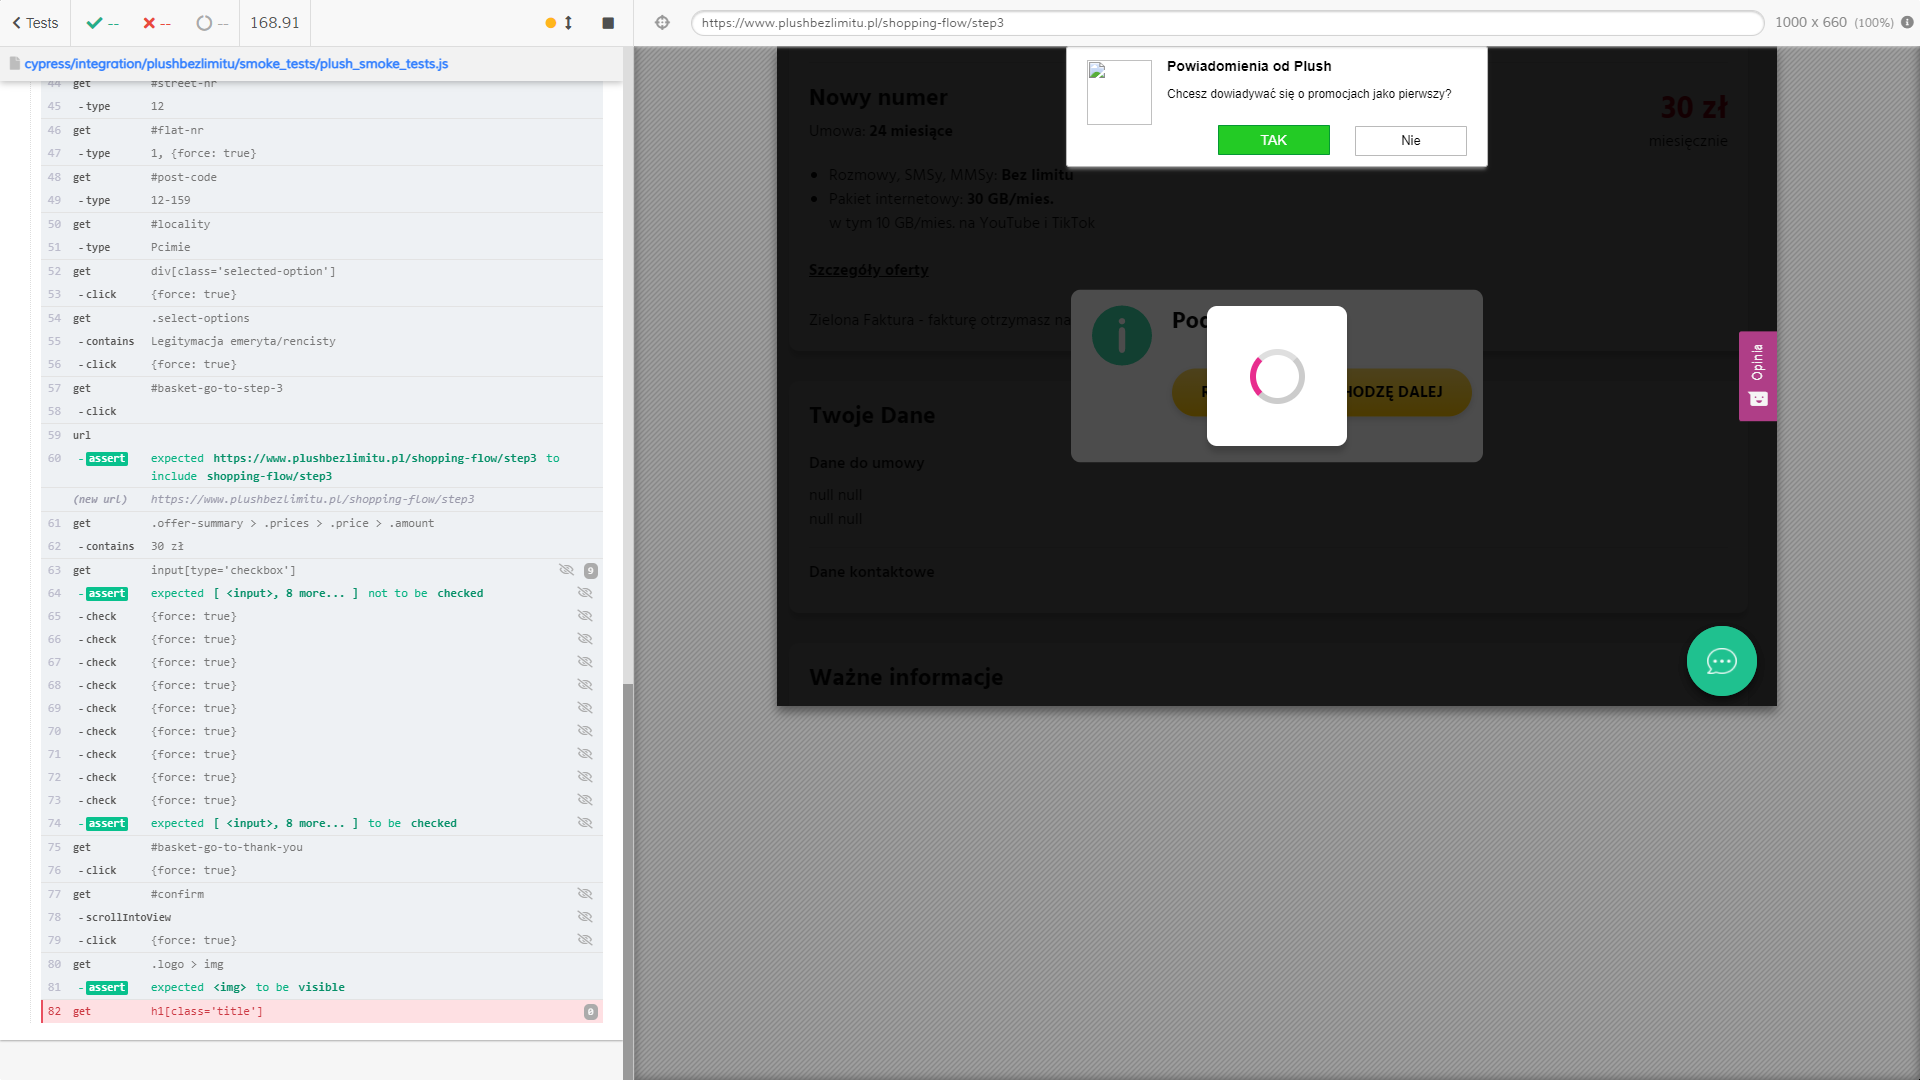 Tests
--
--
--
168.91
https://www.plushbezlimitu.pl/shopping-flow/step3
1000 x 660 (100%)
cypress/integration/plushbezlimitu/smoke_tests/plush_smoke_tests.js
44 get #street-nr
45 -type 12
46 get #flat-nr
47 -type 1, {force: true}
48 get #post-code
49 -type 12-159
50 get #locality
51 -type Pcimie
52 get div[class='selected-option']
53 -click {force: true}
54 get .select-options
55 -contains Legitymacja emeryta/rencisty
56 -click {force: true}
57 get #basket-go-to-step-3
58 -click
59 url
60 -assert expected https://www.plushbezlimitu.pl/shopping-flow/step3 to
include shopping-flow/step3
(new url) https://www.plushbezlimitu.pl/shopping-flow/step3
61 get .offer-summary > .prices > .price > .amount
62 -contains 30 zł
63 get input[type='checkbox'] 9
64 -assert expected [ <input>, 8 more... ] not to be checked
65 -check {force: true}
66 -check {force: true}
67 -check {force: true}
68 -check {force: true}
69 -check {force: true}
70 -check {force: true}
71 -check {force: true}
72 -check {force: true}
73 -check {force: true}
74 -assert expected [ <input>, 8 more... ] to be checked
75 get #basket-go-to-thank-you
76 -click {force: true}
77 get #confirm
78 -scrollIntoView
79 -click {force: true}
80 get .logo > img
81 -assert expected <img> to be visible
82 get h1[class='title'] 0
Powiadomienia od Plush
Chcesz dowiadywać się o promocjach jako pierwszy?
TAK
Nie
Nowy numer
Umowa: 24 miesiące
30 zł
miesięcznie
Rozmowy, SMSy, MMSy: Bez limitu
Pakiet internetowy: 30 GB/mies.
w tym 10 GB/mies. na YouTube i TikTok
Szczegóły oferty
Zielona Faktura - fakturę otrzymasz na
HODZĘ DALEJ
Opinia
Twoje Dane
Dane do umowy
null null
null null
Dane kontaktowe
Ważne informacje